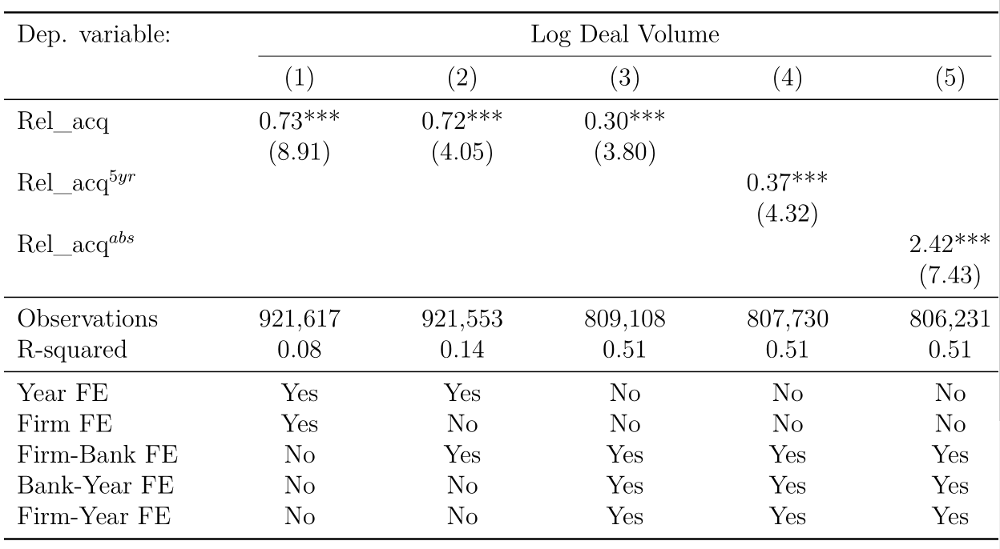 Dep. variable: Log Deal Volume
(1) (2) (3) (4) (5)
Rel_acq 0.73*** 0.72*** 0.30***
(8.91) (4.05) (3.80)
Rel_acq^5yr 0.37***
(4.32)
Rel_acq^abs 2.42***
(7.43)
Observations 921,617 921,553 809,108 807,730 806,231
R-squared 0.08 0.14 0.51 0.51 0.51
Year FE Yes Yes No No No
Firm FE Yes No No No No
Firm-Bank FE No Yes Yes Yes Yes
Bank-Year FE No No Yes Yes Yes
Firm-Year FE No No Yes Yes Yes